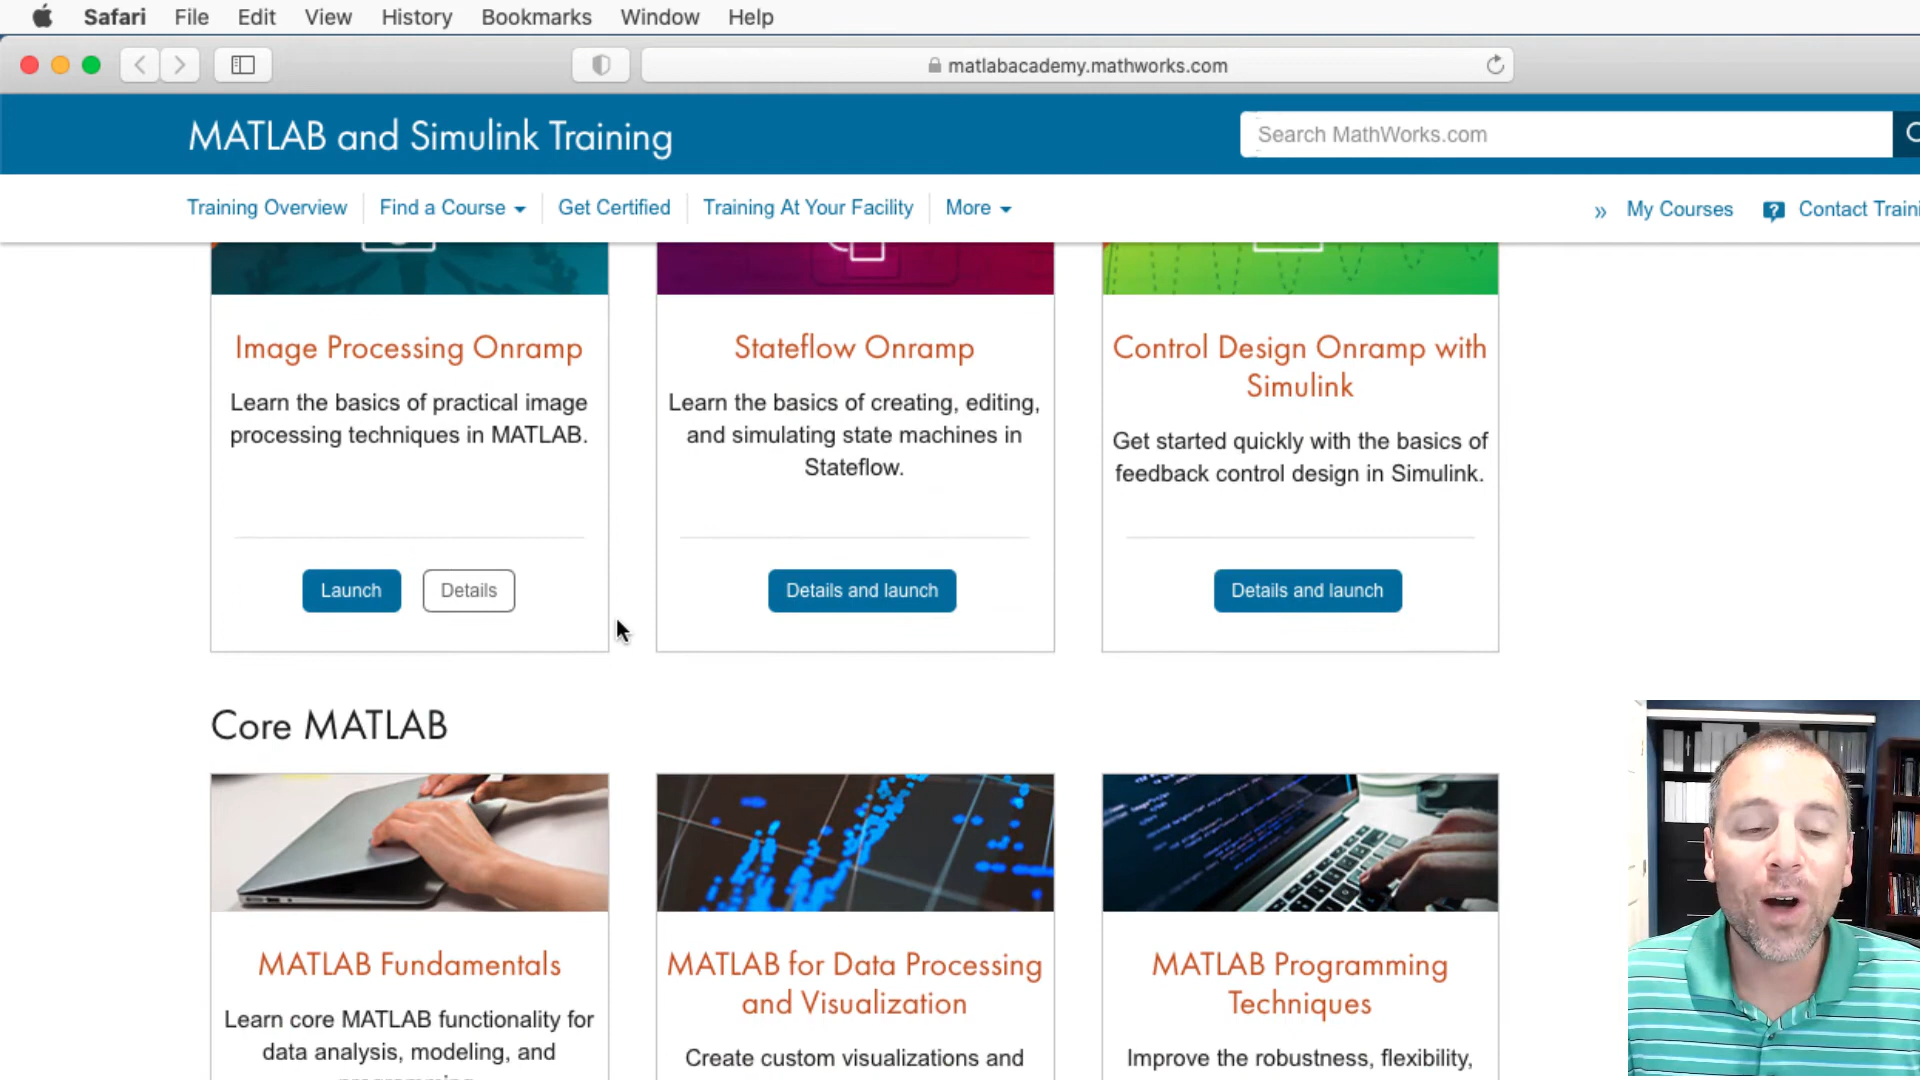 Safari File Edit View History Bookmarks Window Help
matlabacademy.mathworks.com
MATLAB and Simulink Training
Search MathWorks.com
Training Overview Find a Course Get Certified Training At Your Facility More » My Courses ? Contact Traini
Image Processing Onramp
Learn the basics of practical image
processing techniques in MATLAB.
Launch Details
Stateflow Onramp
Learn the basics of creating, editing,
and simulating state machines in
Stateflow.
Details and launch
Control Design Onramp with
Simulink
Get started quickly with the basics of
feedback control design in Simulink.
Details and launch
Core MATLAB
MATLAB Fundamentals
Learn core MATLAB functionality for
data analysis, modeling, and
MATLAB for Data Processing
and Visualization
Create custom visualizations and
MATLAB Programming
Techniques
Improve the robustness, flexibility,